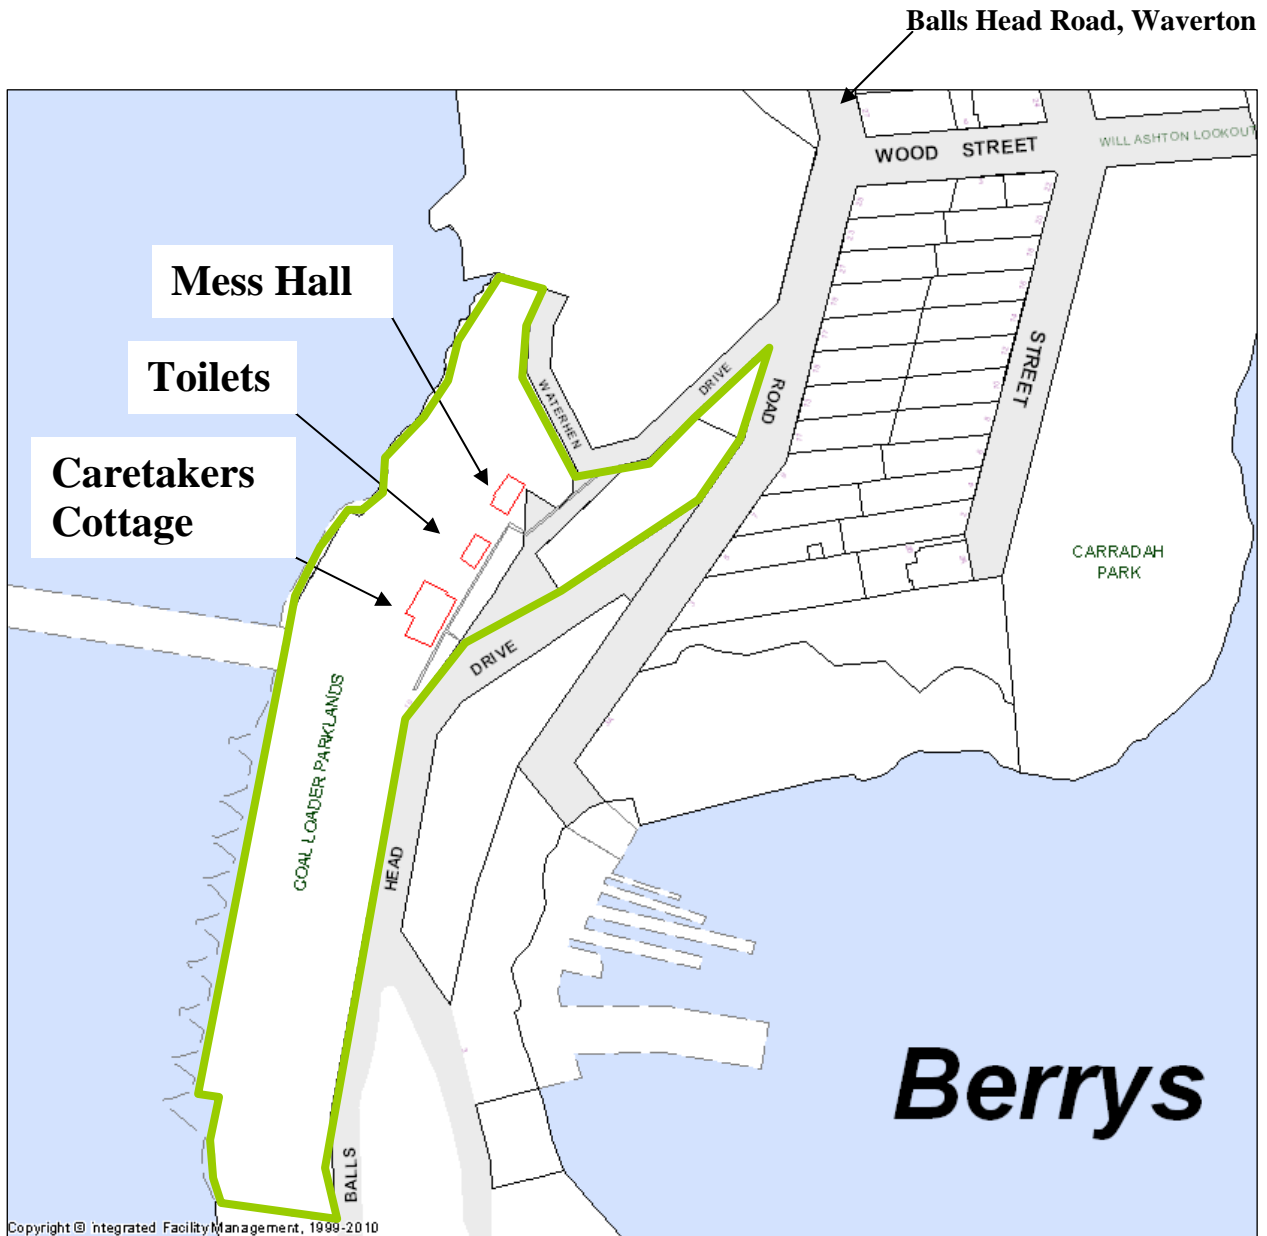 Balls Head Road, Waverton
WOOD STREET
WILL ASHTON LOOKOUT
Mess Hall
Toilets
Caretakers
Cottage
DRIVE
ROAD
STREET
WATERHEN
CARRADAH
PARK
DRIVE
COAL LOADER PARKLANDS
HEAD
BALLS
Berrys
Copyright © Integrated Facility Management, 1999-2010